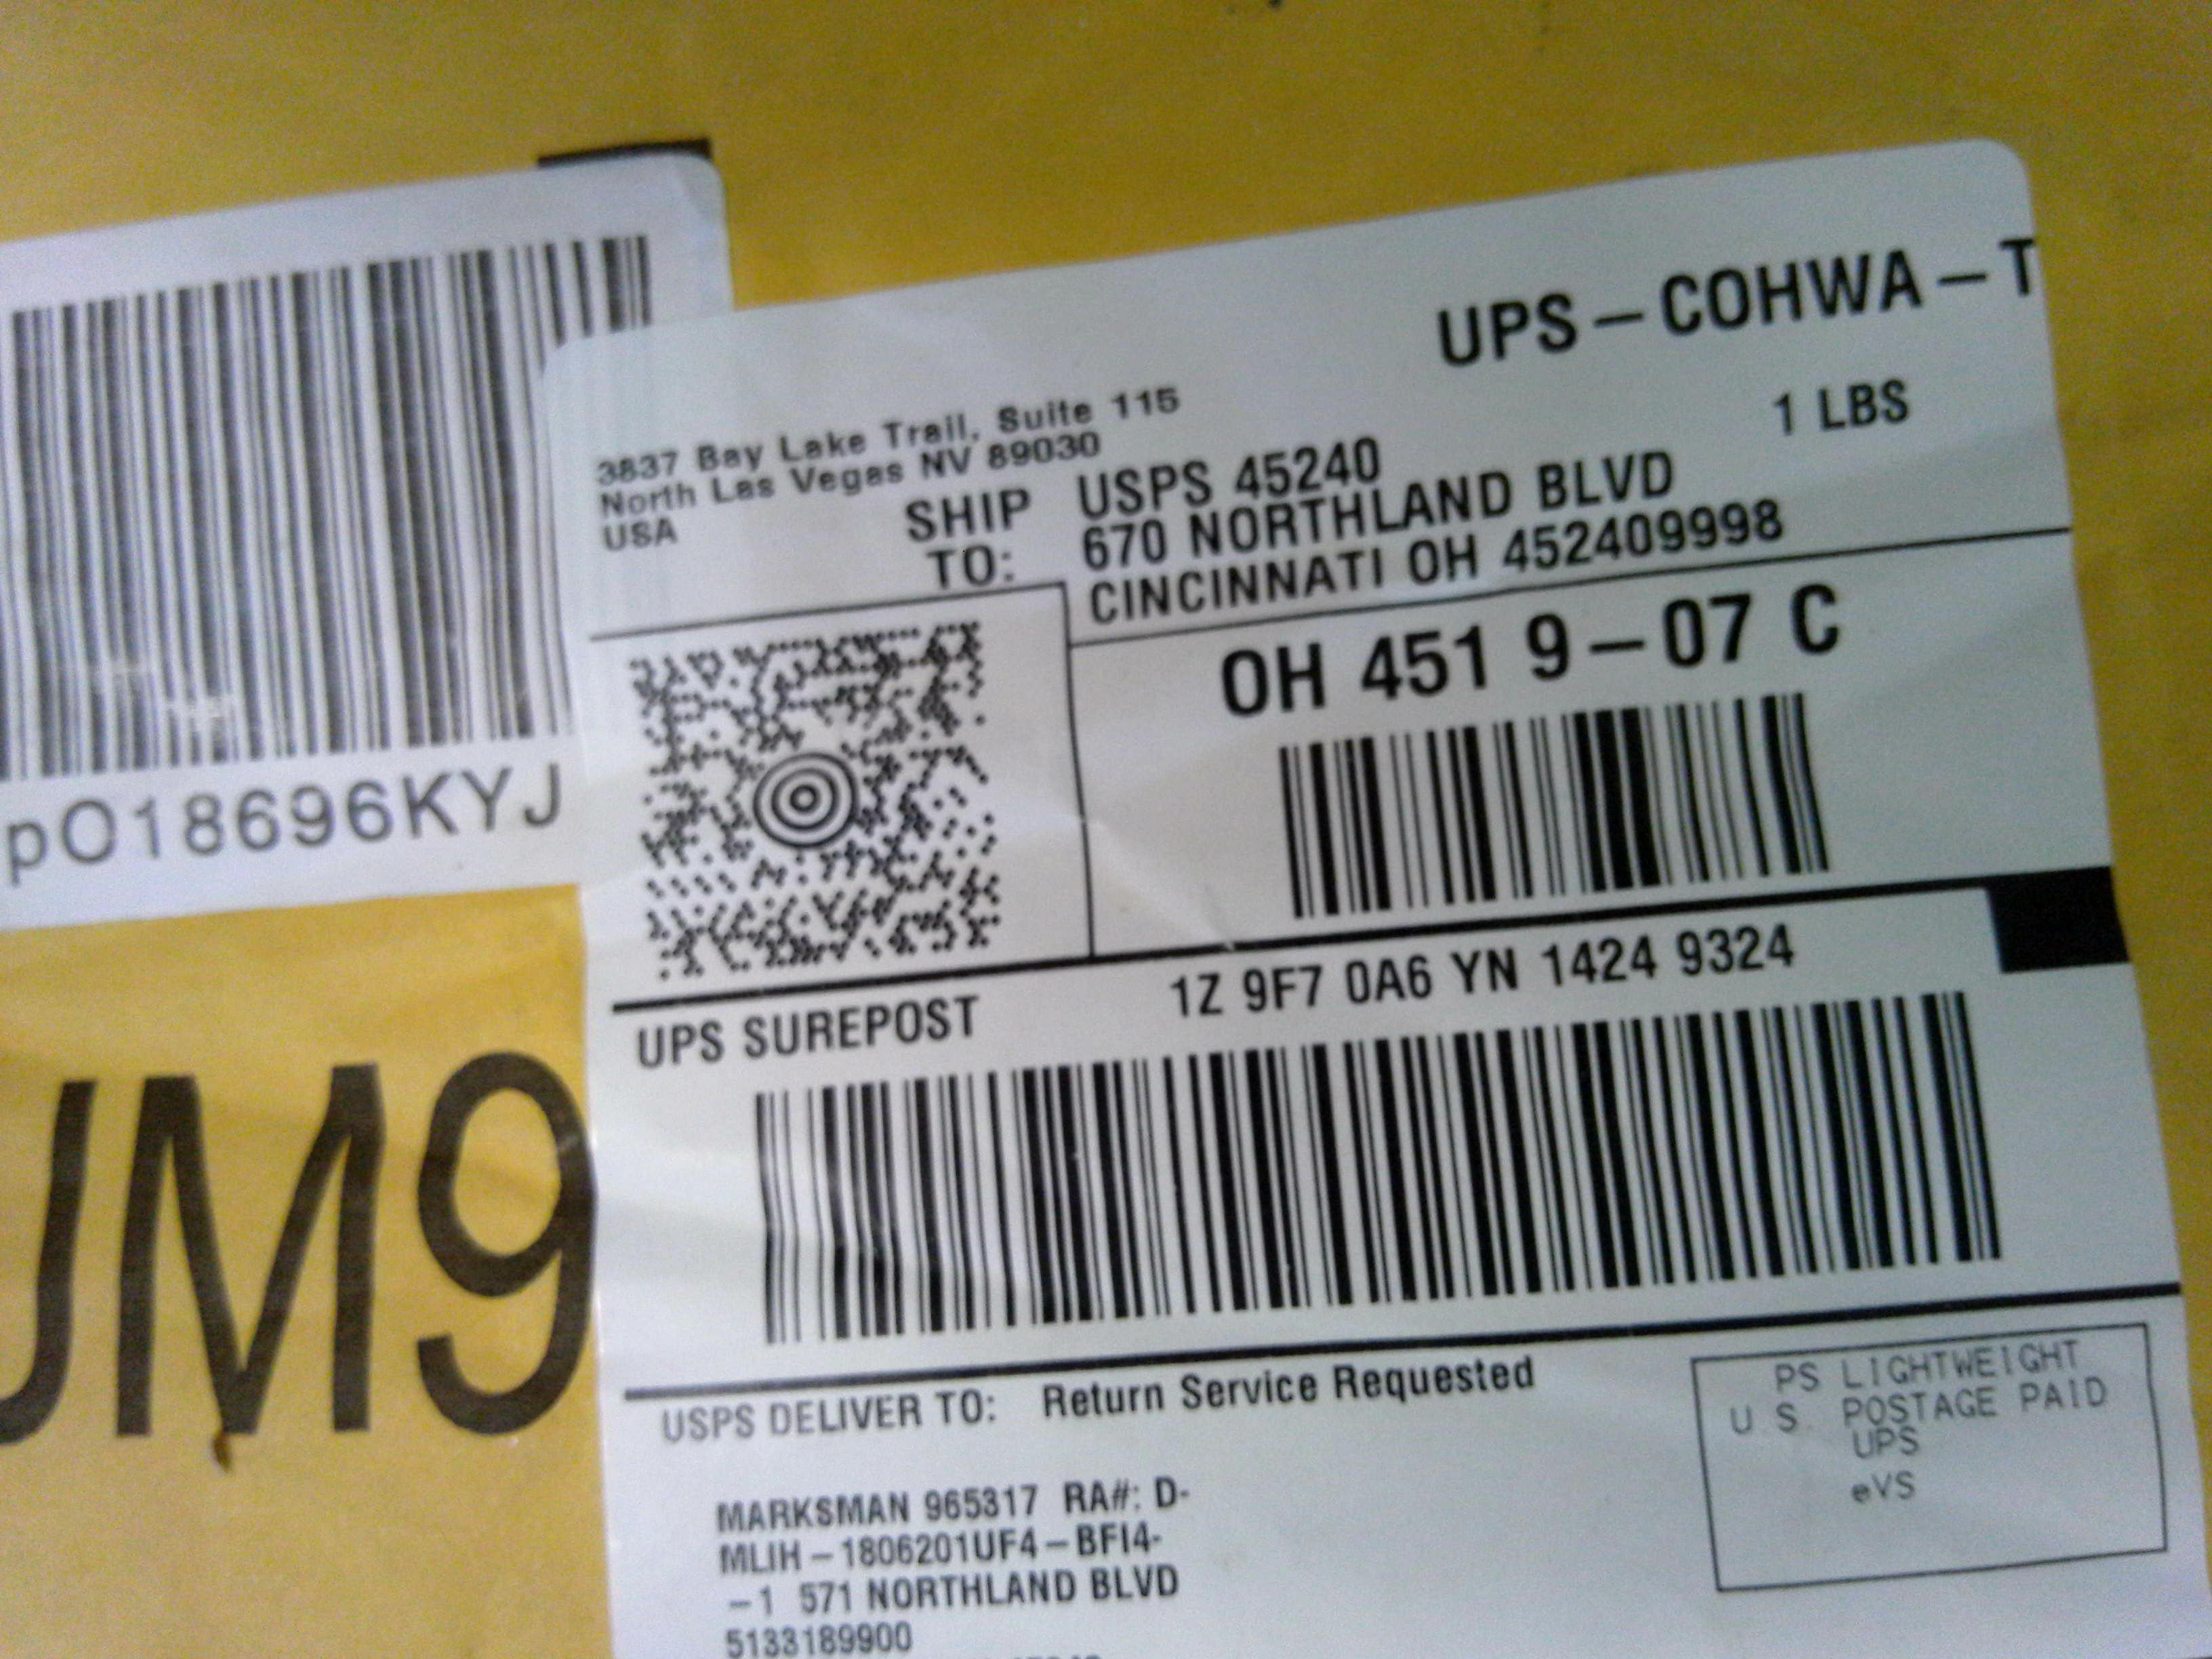 UPS – COHWA – T
1 LBS
3837 Bay Lake Trail, Suite 115
North Las Vegas NV 89030
USA
SHIP TO:
USPS 45240
670 NORTHLAND BLVD
CINCINNATI OH 452409998
OH 451 9 – 07 C
pO18696KYJ
UPS SUREPOST
1Z 9F7 0A6 YN 1424 9324
JM9
USPS DELIVER TO: Return Service Requested
PS LIGHTWEIGHT
U S. POSTAGE PAID
UPS
eVS
MARKSMAN 965317 RA#: D-
MLIH – 1806201UF4 – BFI4-
– 1 571 NORTHLAND BLVD
5133189900